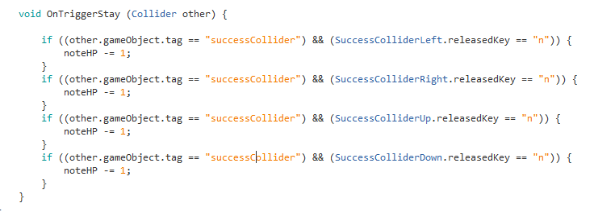 void OnTriggerStay (Collider other) {
if ((other.gameObject.tag == "successCollider") && (SuccessColliderLeft.releasedKey == "n")) {
noteHP -= 1;
}
if ((other.gameObject.tag == "successCollider") && (SuccessColliderRight.releasedKey == "n")) {
noteHP -= 1;
}
if ((other.gameObject.tag == "successCollider") && (SuccessColliderUp.releasedKey == "n")) {
noteHP -= 1;
}
if ((other.gameObject.tag == "successCollider") && (SuccessColliderDown.releasedKey == "n")) {
noteHP -= 1;
}
}